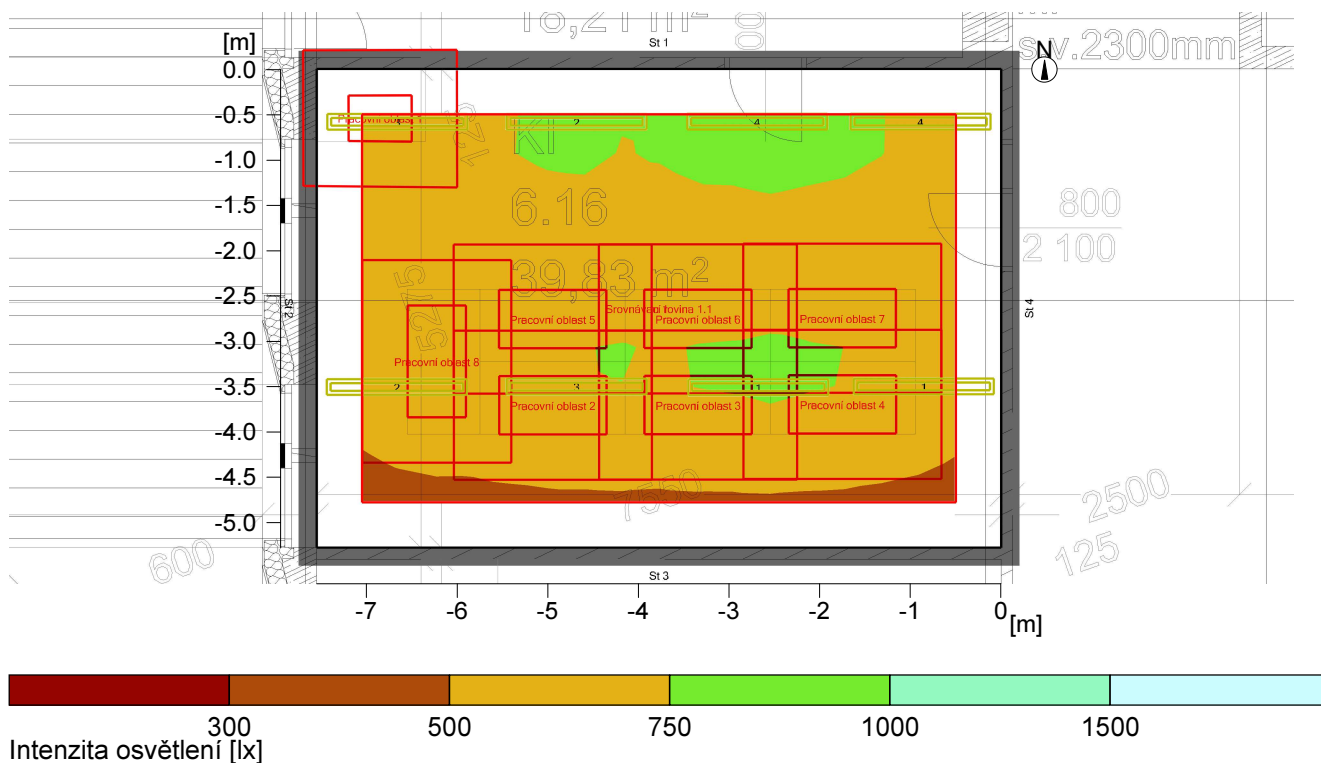 18,21 m²
00
St 1
s.v.2300mm
[m]
N
0.0
-0.5
-1.0
-1.5
-2.0
-2.5
-3.0
-3.5
-4.0
-4.5
-5.0
Pracovní oblast 1
1
2
4
4
125
KI
6.16
39,83 m²
800
2 100
5275
St 2
St 4
Srovnávací rovina 1.1
Pracovní oblast 5
Pracovní oblast 6
Pracovní oblast 7
Pracovní oblast 8
2
3
1
1
Pracovní oblast 2
Pracovní oblast 3
Pracovní oblast 4
7550
2500
125
600
St 3
-7
-6
-5
-4
-3
-2
-1
0
[m]
300
500
750
1000
1500
Intenzita osvětlení [lx]